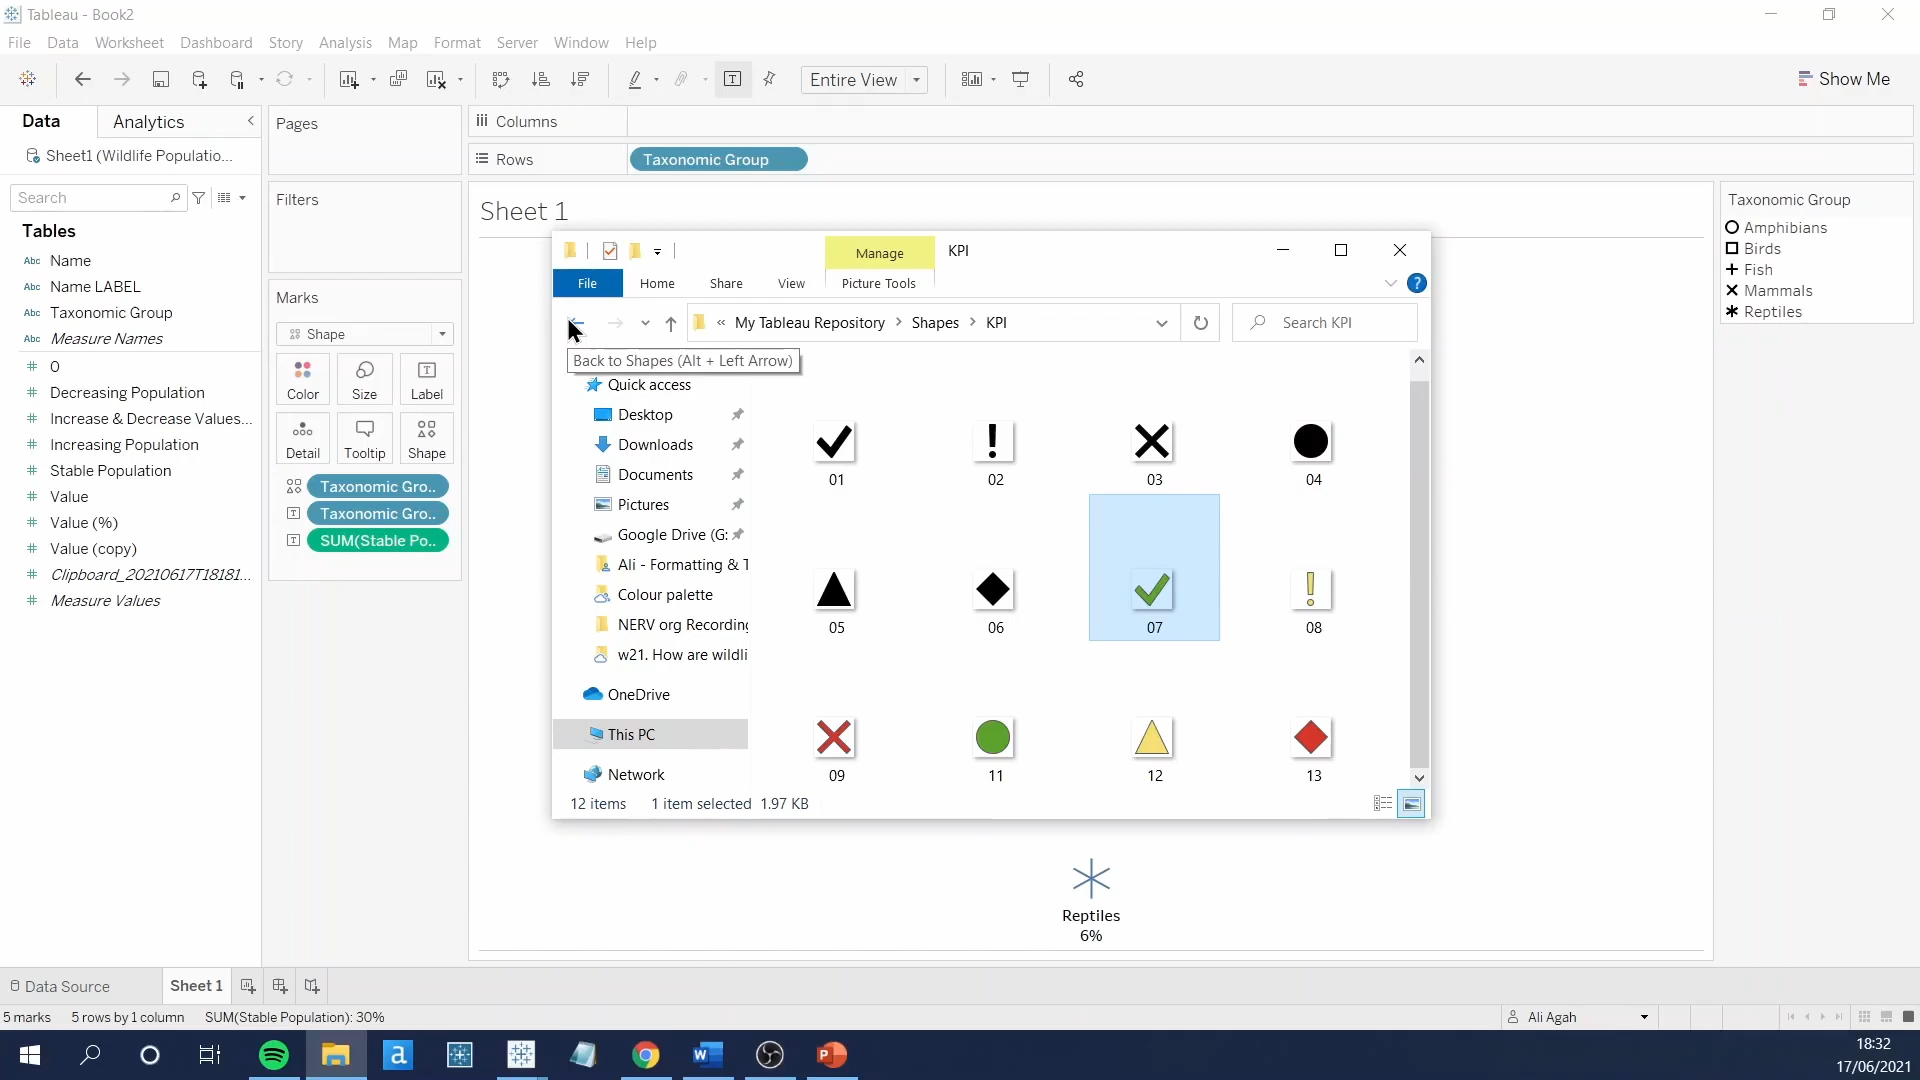 Tableau - Book2
File Data Worksheet Dashboard Story Analysis Map Format Server Window Help
Entire View
Show Me
Data
Analytics
Sheet1 (Wildlife Populatio...
Search
Tables
Abc Name
Abc Name LABEL
Abc Taxonomic Group
Abc Measure Names
# 0
# Decreasing Population
# Increase & Decrease Values...
# Increasing Population
# Stable Population
# Value
# Value (%)
# Value (copy)
# Clipboard_20210617T18181...
# Measure Values
Pages
Filters
Marks
Shape
Color
Size
Label
Detail
Tooltip
Shape
Taxonomic Gro..
Taxonomic Gro..
SUM(Stable Po..
Columns
Rows
Taxonomic Group
Sheet 1
Manage
KPI
File
Home
Share
View
Picture Tools
« My Tableau Repository > Shapes > KPI
Search KPI
Back to Shapes (Alt + Left Arrow)
Quick access
Desktop
Downloads
Documents
Pictures
Google Drive (G:
Ali - Formatting & T
Colour palette
NERV org Recording
w21. How are wildli
OneDrive
This PC
Network
01
02
03
04
05
06
07
08
09
11
12
13
12 items
1 item selected 1.97 KB
Reptiles
6%
Taxonomic Group
Amphibians
Birds
Fish
Mammals
Reptiles
Data Source
Sheet 1
5 marks
5 rows by 1 column
SUM(Stable Population): 30%
Ali Agah
18:32
17/06/2021